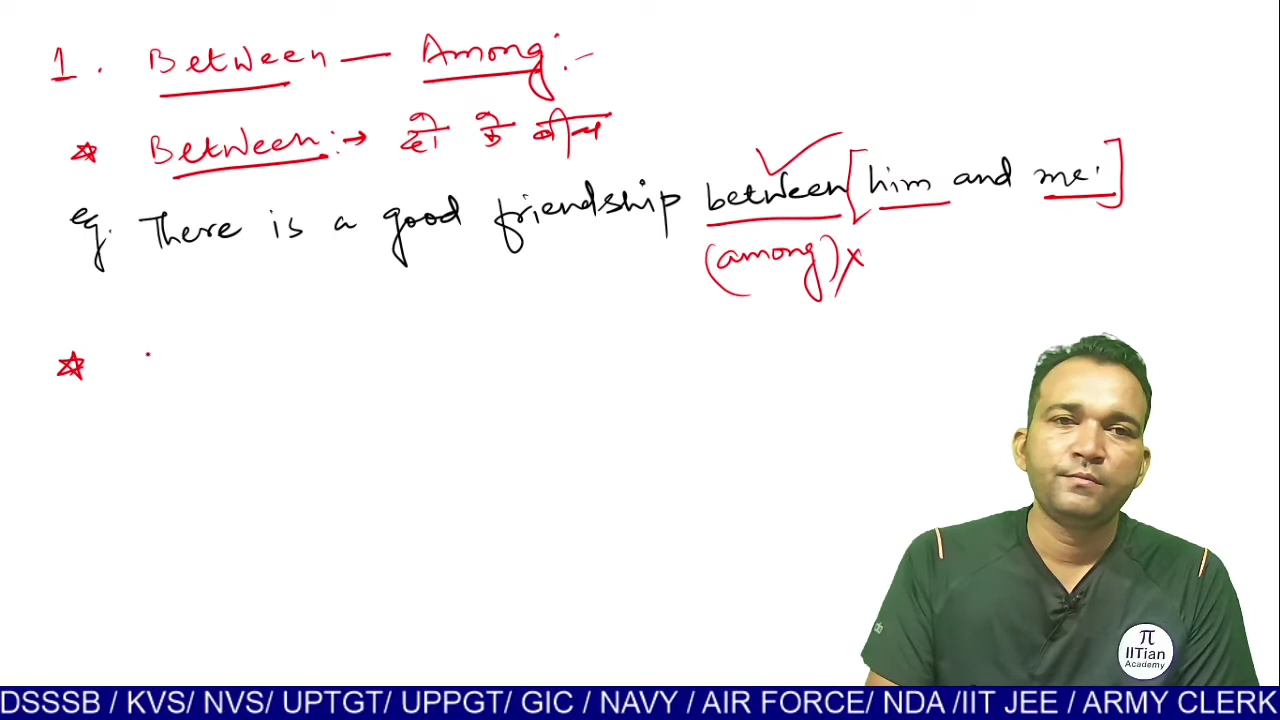 1. Between — Among :-
☆ Between :→ दो के बीच
eg. There is a good friendship between [him and me.]
(among) ×
☆
π
IITian
Academy
DSSSB / KVS/ NVS/ UPTGT/ UPPGT/ GIC / NAVY / AIR FORCE/ NDA /IIT JEE / ARMY CLERK